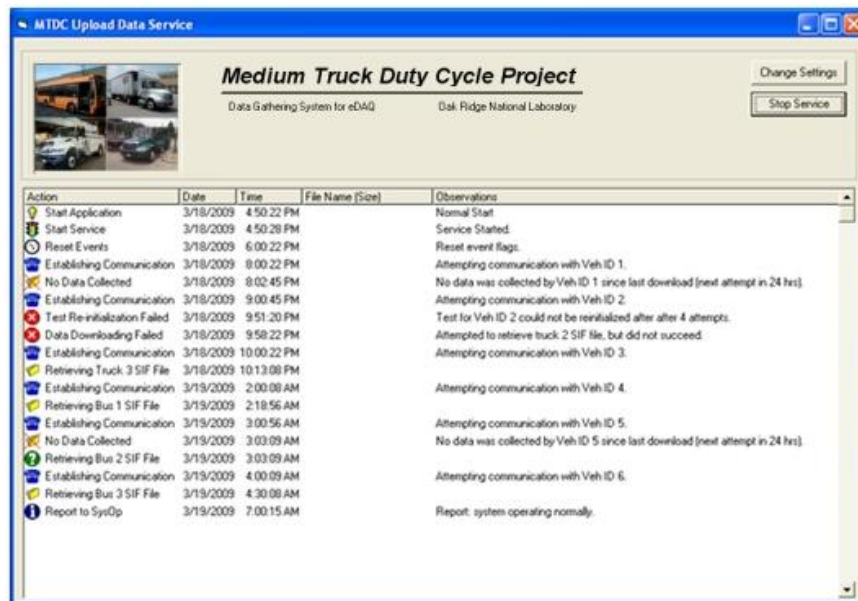 MTDC Upload Data Service
Medium Truck Duty Cycle Project
Change Settings
Data Gathering System for eDAQ Oak Ridge National Laboratory
Stop Service
Action Date Time File Name (Size) Observations
Start Application 3/18/2009 4:50:22 PM Normal Start
Start Service 3/18/2009 4:50:28 PM Service Started.
Reset Events 3/18/2009 6:00:22 PM Reset event flags.
Establishing Communication 3/18/2009 8:00:22 PM Attempting communication with Veh ID 1.
No Data Collected 3/18/2009 8:02:45 PM No data was collected by Veh ID 1 since last download (next attempt in 24 hrs).
Establishing Communication 3/18/2009 9:00:45 PM Attempting communication with Veh ID 2.
Test Re-initialization Failed 3/18/2009 9:51:20 PM Test for Veh ID 2 could not be reinitialized after after 4 attempts.
Data Downloading Failed 3/18/2009 9:58:22 PM Attempted to retrieve truck 2 SIF file, but did not succeed.
Establishing Communication 3/18/2009 10:00:22 PM Attempting communication with Veh ID 3.
Retrieving Truck 3 SIF File 3/18/2009 10:13:08 PM
Establishing Communication 3/19/2009 2:00:08 AM Attempting communication with Veh ID 4.
Retrieving Bus 1 SIF File 3/19/2009 2:18:56 AM
Establishing Communication 3/19/2009 3:00:56 AM Attempting communication with Veh ID 5.
No Data Collected 3/19/2009 3:03:09 AM No data was collected by Veh ID 5 since last download (next attempt in 24 hrs).
Retrieving Bus 2 SIF File 3/19/2009 3:03:09 AM
Establishing Communication 3/19/2009 4:00:09 AM Attempting communication with Veh ID 6.
Retrieving Bus 3 SIF File 3/19/2009 4:30:08 AM
Report to SysOp 3/19/2009 7:00:15 AM Report: system operating normally.